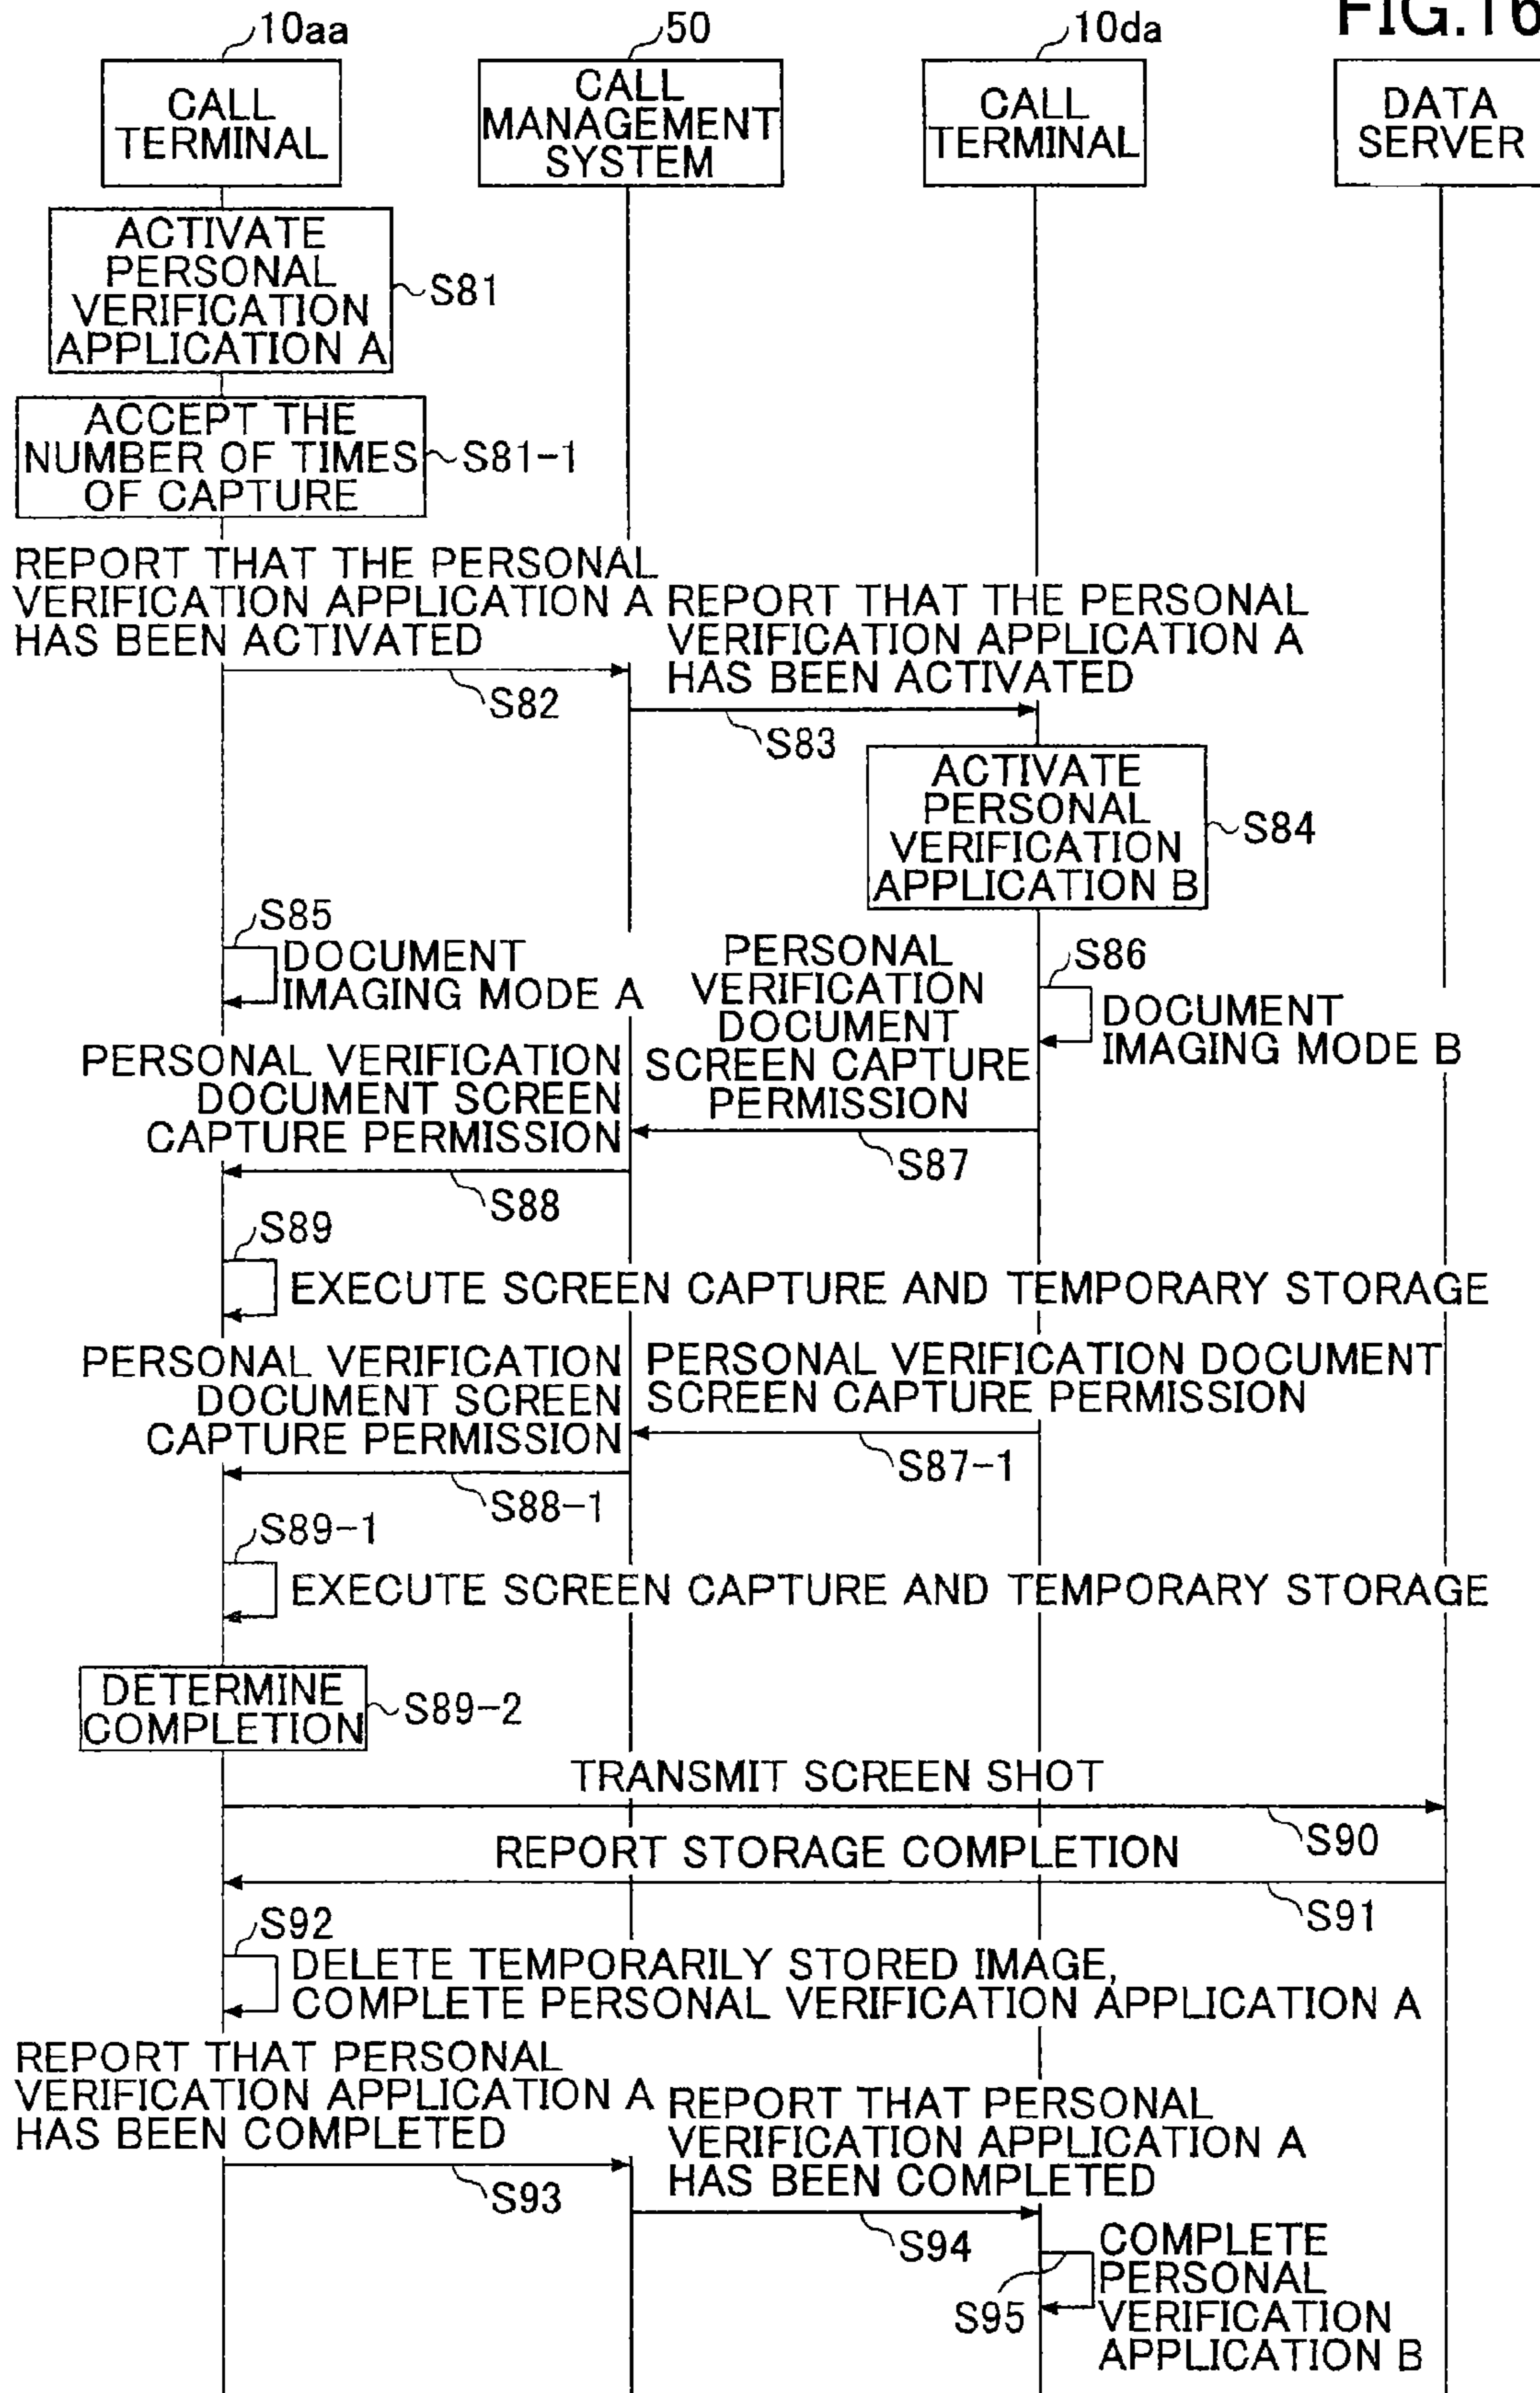 FIG.16
10aa
50
10da
CALL
TERMINAL
CALL
MANAGEMENT
SYSTEM
CALL
TERMINAL
DATA
SERVER
ACTIVATE
PERSONAL
VERIFICATION
APPLICATION A
S81
ACCEPT THE
NUMBER OF TIMES
OF CAPTURE
S81-1
REPORT THAT THE PERSONAL
VERIFICATION APPLICATION A
HAS BEEN ACTIVATED
S82
REPORT THAT THE PERSONAL
VERIFICATION APPLICATION A
HAS BEEN ACTIVATED
S83
ACTIVATE
PERSONAL
VERIFICATION
APPLICATION B
S84
S85
DOCUMENT
IMAGING MODE A
S86
DOCUMENT
IMAGING MODE B
PERSONAL
VERIFICATION
DOCUMENT
SCREEN CAPTURE
PERMISSION
S87
PERSONAL VERIFICATION
DOCUMENT SCREEN
CAPTURE PERMISSION
S88
S89
EXECUTE SCREEN CAPTURE AND TEMPORARY STORAGE
PERSONAL VERIFICATION DOCUMENT
SCREEN CAPTURE PERMISSION
S87-1
PERSONAL VERIFICATION
DOCUMENT SCREEN
CAPTURE PERMISSION
S88-1
S89-1
EXECUTE SCREEN CAPTURE AND TEMPORARY STORAGE
DETERMINE
COMPLETION
S89-2
TRANSMIT SCREEN SHOT
S90
REPORT STORAGE COMPLETION
S91
S92
DELETE TEMPORARILY STORED IMAGE,
COMPLETE PERSONAL VERIFICATION APPLICATION A
REPORT THAT PERSONAL
VERIFICATION APPLICATION A
HAS BEEN COMPLETED
S93
REPORT THAT PERSONAL
VERIFICATION APPLICATION A
HAS BEEN COMPLETED
S94
COMPLETE
PERSONAL
VERIFICATION
APPLICATION B
S95